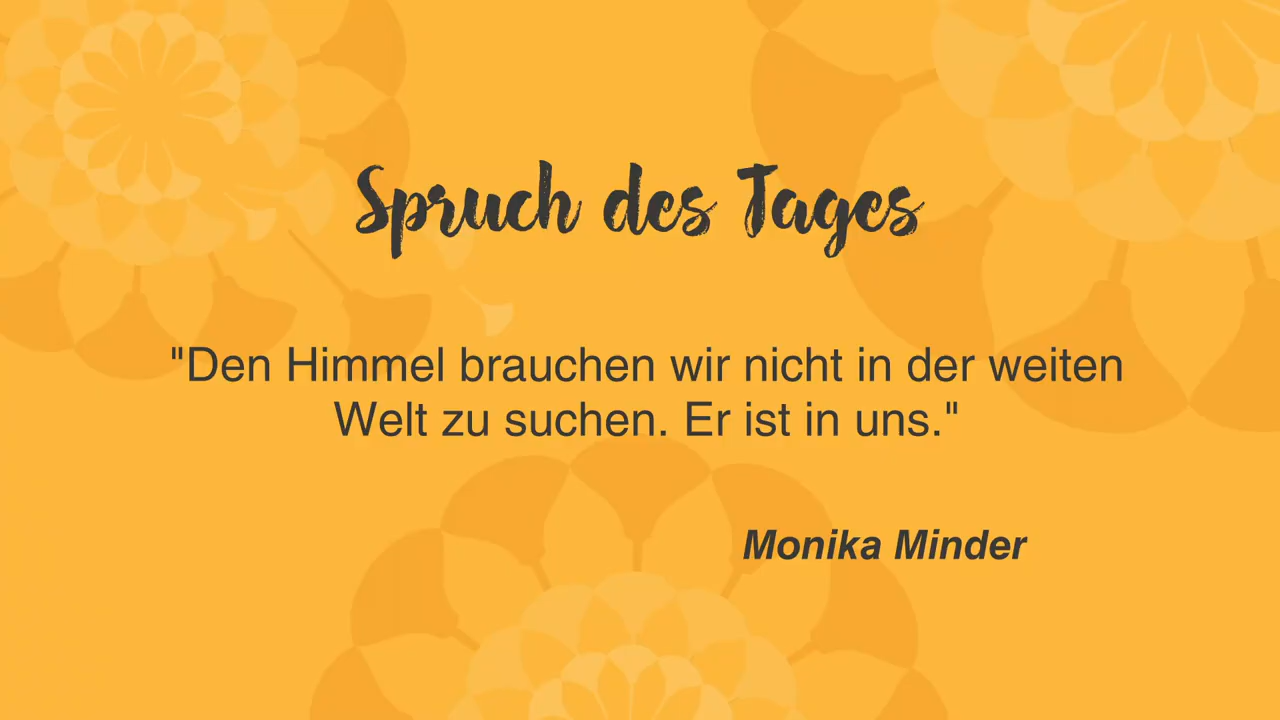 Spruch des Tages
"Den Himmel brauchen wir nicht in der weiten
Welt zu suchen. Er ist in uns."
Monika Minder